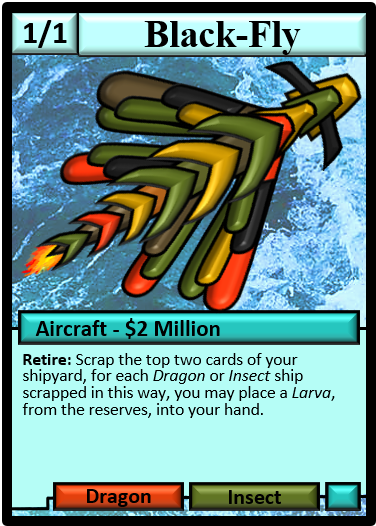 1/1
Black-Fly
Aircraft - $2 Million
Retire: Scrap the top two cards of your
shipyard, for each Dragon or Insect ship
scrapped in this way, you may place a Larva,
from the reserves, into your hand.
Dragon
Insect